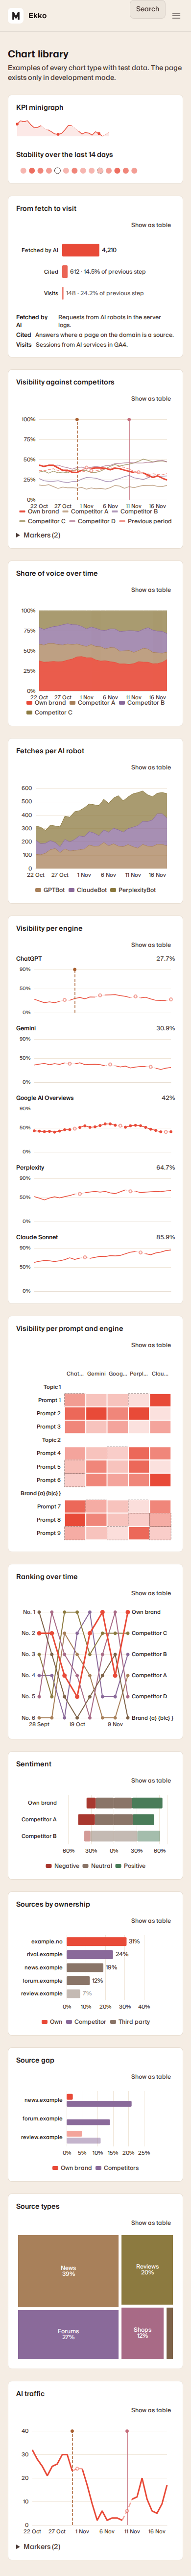 Search
M Ekko
Chart library
Examples of every chart type with test data. The page
exists only in development mode.
KPI minigraph
Stability over the last 14 days
From fetch to visit
Show as table
Fetched by AI 4,210
Cited 612 · 14.5% of previous step
Visits 148 · 24.2% of previous step
Fetched by AI Requests from AI robots in the server logs.
Cited Answers where a page on the domain is a source.
Visits Sessions from AI services in GA4.
Visibility against competitors
Show as table
100%
75%
50%
25%
0%
22 Oct 27 Oct 1 Nov 6 Nov 11 Nov 16 Nov
Own brand Competitor A Competitor B
Competitor C Competitor D Previous period
Markers (2)
Share of voice over time
Show as table
100%
75%
50%
25%
0%
22 Oct 27 Oct 1 Nov 6 Nov 11 Nov 16 Nov
Own brand Competitor A Competitor B
Competitor C
Fetches per AI robot
Show as table
600
500
400
300
200
100
0
22 Oct 27 Oct 1 Nov 6 Nov 11 Nov 16 Nov
GPTBot ClaudeBot PerplexityBot
Visibility per engine
Show as table
ChatGPT 27.7%
90%
50%
0%
Gemini 30.9%
90%
50%
0%
Google AI Overviews 42%
90%
50%
0%
Perplexity 64.7%
90%
50%
0%
Claude Sonnet 85.9%
90%
50%
0%
Visibility per prompt and engine
Show as table
Chat… Gemini Goog… Perpl… Clau…
Topic 1
Prompt 1
Prompt 2
Prompt 3
Topic 2
Prompt 4
Prompt 5
Prompt 6
Brand {a} {bic} }
Prompt 7
Prompt 8
Prompt 9
Ranking over time
Show as table
No. 1 Own brand
No. 2 Competitor C
No. 3 Competitor B
No. 4 Competitor A
No. 5 Competitor D
No. 6 Brand {a} {bic} }
28 Sept 19 Oct 9 Nov
Sentiment
Show as table
Own brand
Competitor A
Competitor B
60% 30% 0% 30% 60%
Negative Neutral Positive
Sources by ownership
Show as table
example.no 31%
rival.example 24%
news.example 19%
forum.example 12%
review.example 7%
0% 10% 20% 30% 40%
Own Competitor Third party
Source gap
Show as table
news.example
forum.example
review.example
0% 5% 10% 15% 20% 25%
Own brand Competitors
Source types
Show as table
News
39%
Reviews
20%
Forums
27%
Shops
12%
AI traffic
Show as table
40
30
20
10
0
22 Oct 27 Oct 1 Nov 6 Nov 11 Nov 16 Nov
Markers (2)